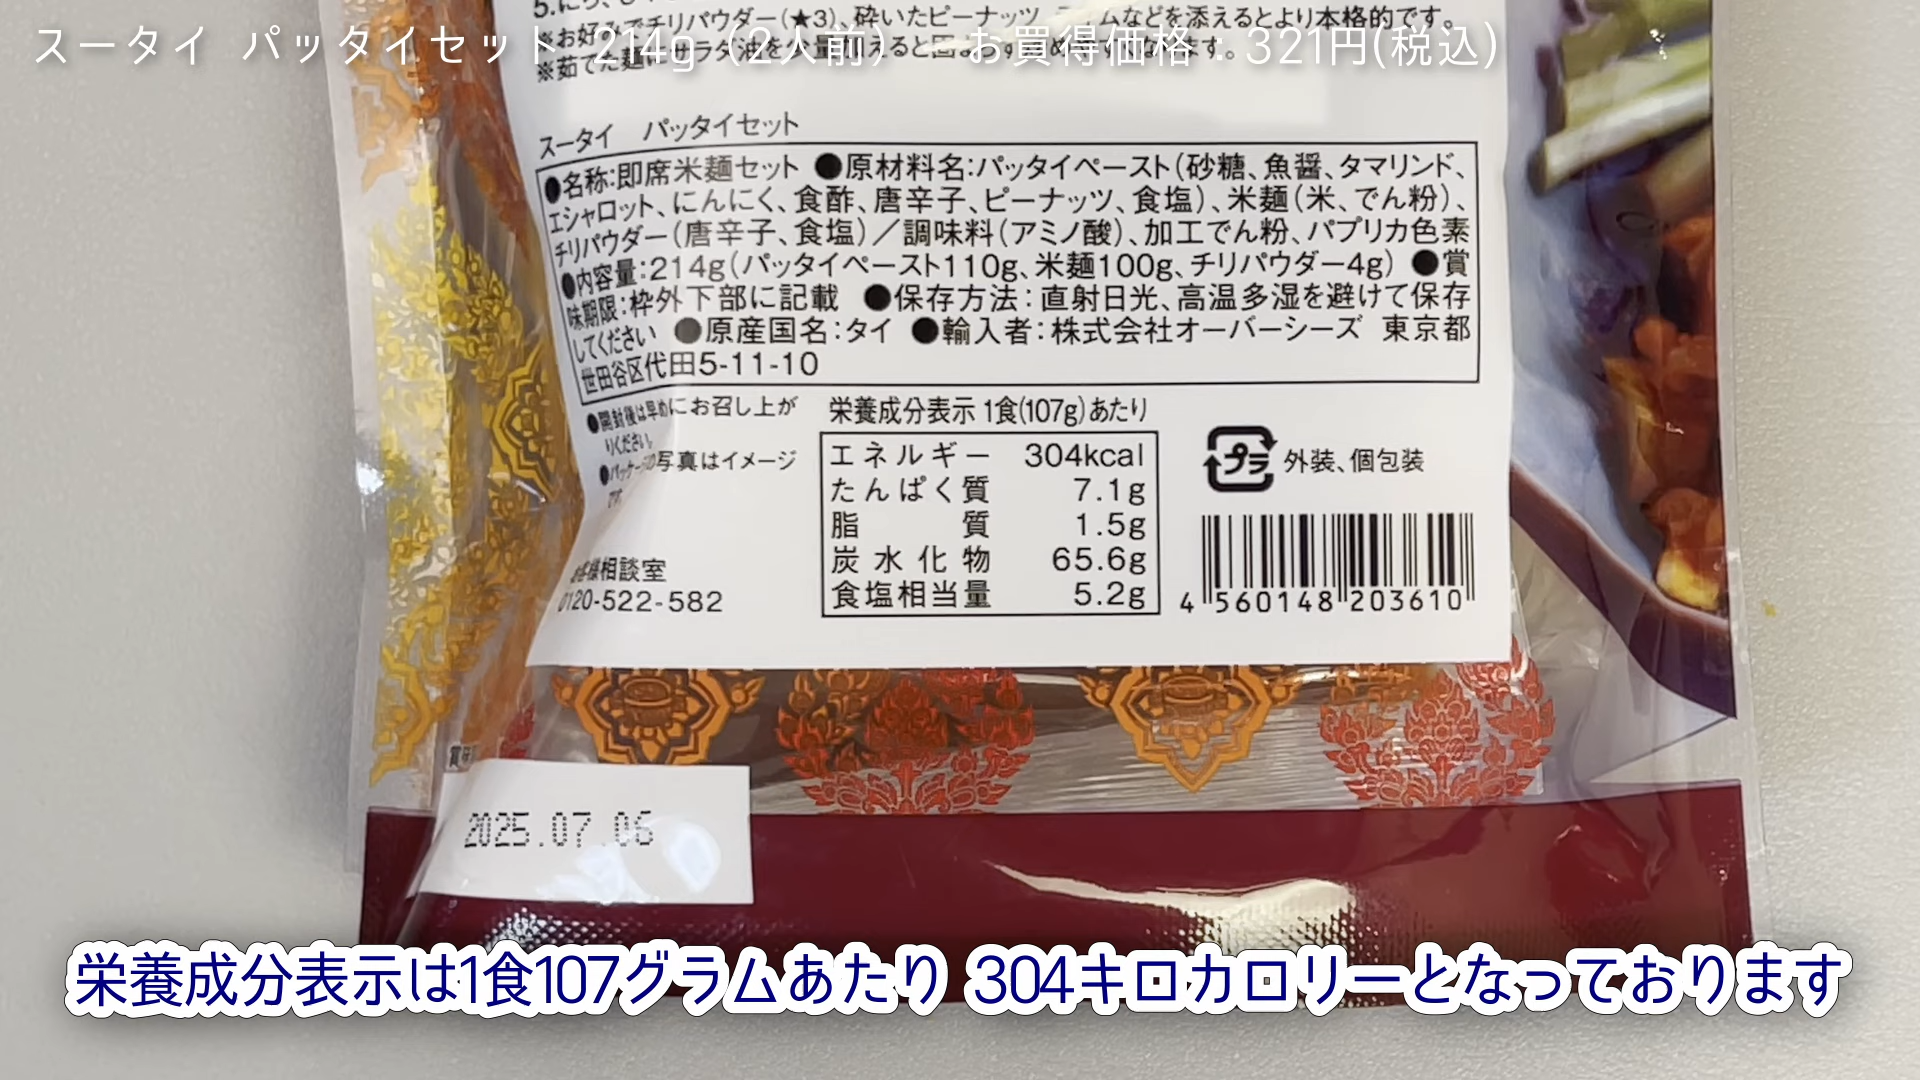 スータイ パッタイセット 214g（2人前） － お買得価格：321円(税込)
※お好みでチリパウダー(★3)、砕いたピーナッツ、ライムなどを添えるとより本格的です。
※茹でた麺にサラダ油を少量加えると
スータイ パッタイセット
●名称:即席米麺セット ●原材料名:パッタイペースト(砂糖、魚醤、タマリンド、
エシャロット、にんにく、食酢、唐辛子、ピーナッツ、食塩)、米麺(米、でん粉)、
チリパウダー(唐辛子、食塩)／調味料(アミノ酸)、加工でん粉、パプリカ色素
●内容量:214g(パッタイペースト110g、米麺100g、チリパウダー4g) ●賞
味期限:枠外下部に記載 ●保存方法:直射日光、高温多湿を避けて保存
してください ●原産国名:タイ ●輸入者:株式会社オーバーシーズ 東京都
世田谷区代田5-11-10
●開封後は早めにお召し上が
りください。
●パッケージの写真はイメージ
です。
お客様相談室
0120-522-582
栄養成分表示 1食(107g)あたり
エネルギー 304kcal
たんぱく質 7.1g
脂質 1.5g
炭水化物 65.6g
食塩相当量 5.2g
プラ 外装、個包装
4 560148 203610
2025.07.06
栄養成分表示は1食107グラムあたり 304キロカロリーとなっております